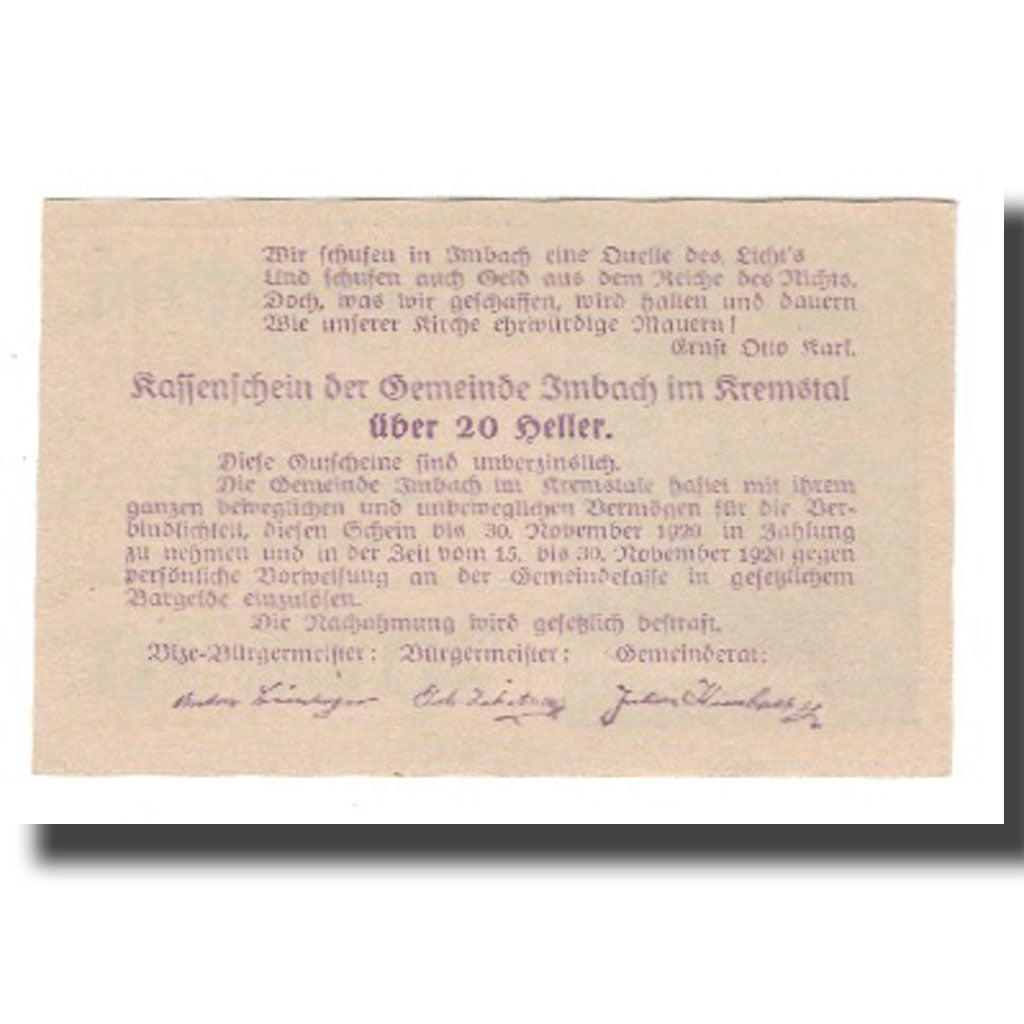 Wir schufen in Imbach eine Quelle des Licht's
Und schufen auch Geld aus dem Reiche des Nichts.
Doch, was wir geschaffen, wird halten und dauern
Wie unserer Kirche ehrwürdige Mauern!
Ernst Otto Karl.
Kassenschein der Gemeinde Imbach im Kremstal
über 20 Heller.
Diese Gutscheine sind unverzinslich.
Die Gemeinde Imbach im Kremstale haftet mit ihrem
ganzen beweglichen und unbeweglichen Vermögen für die Ver-
bindlichkeit, diesen Schein bis 30. November 1920 in Zahlung
zu nehmen und in der Zeit vom 15. bis 30. November 1920 gegen
persönliche Vorweisung an der Gemeindekasse in gesetzlichem
Bargelde einzulösen.
Die Nachahmung wird gesetzlich bestraft.
Vize-Bürgermeister: Bürgermeister: Gemeinderat: